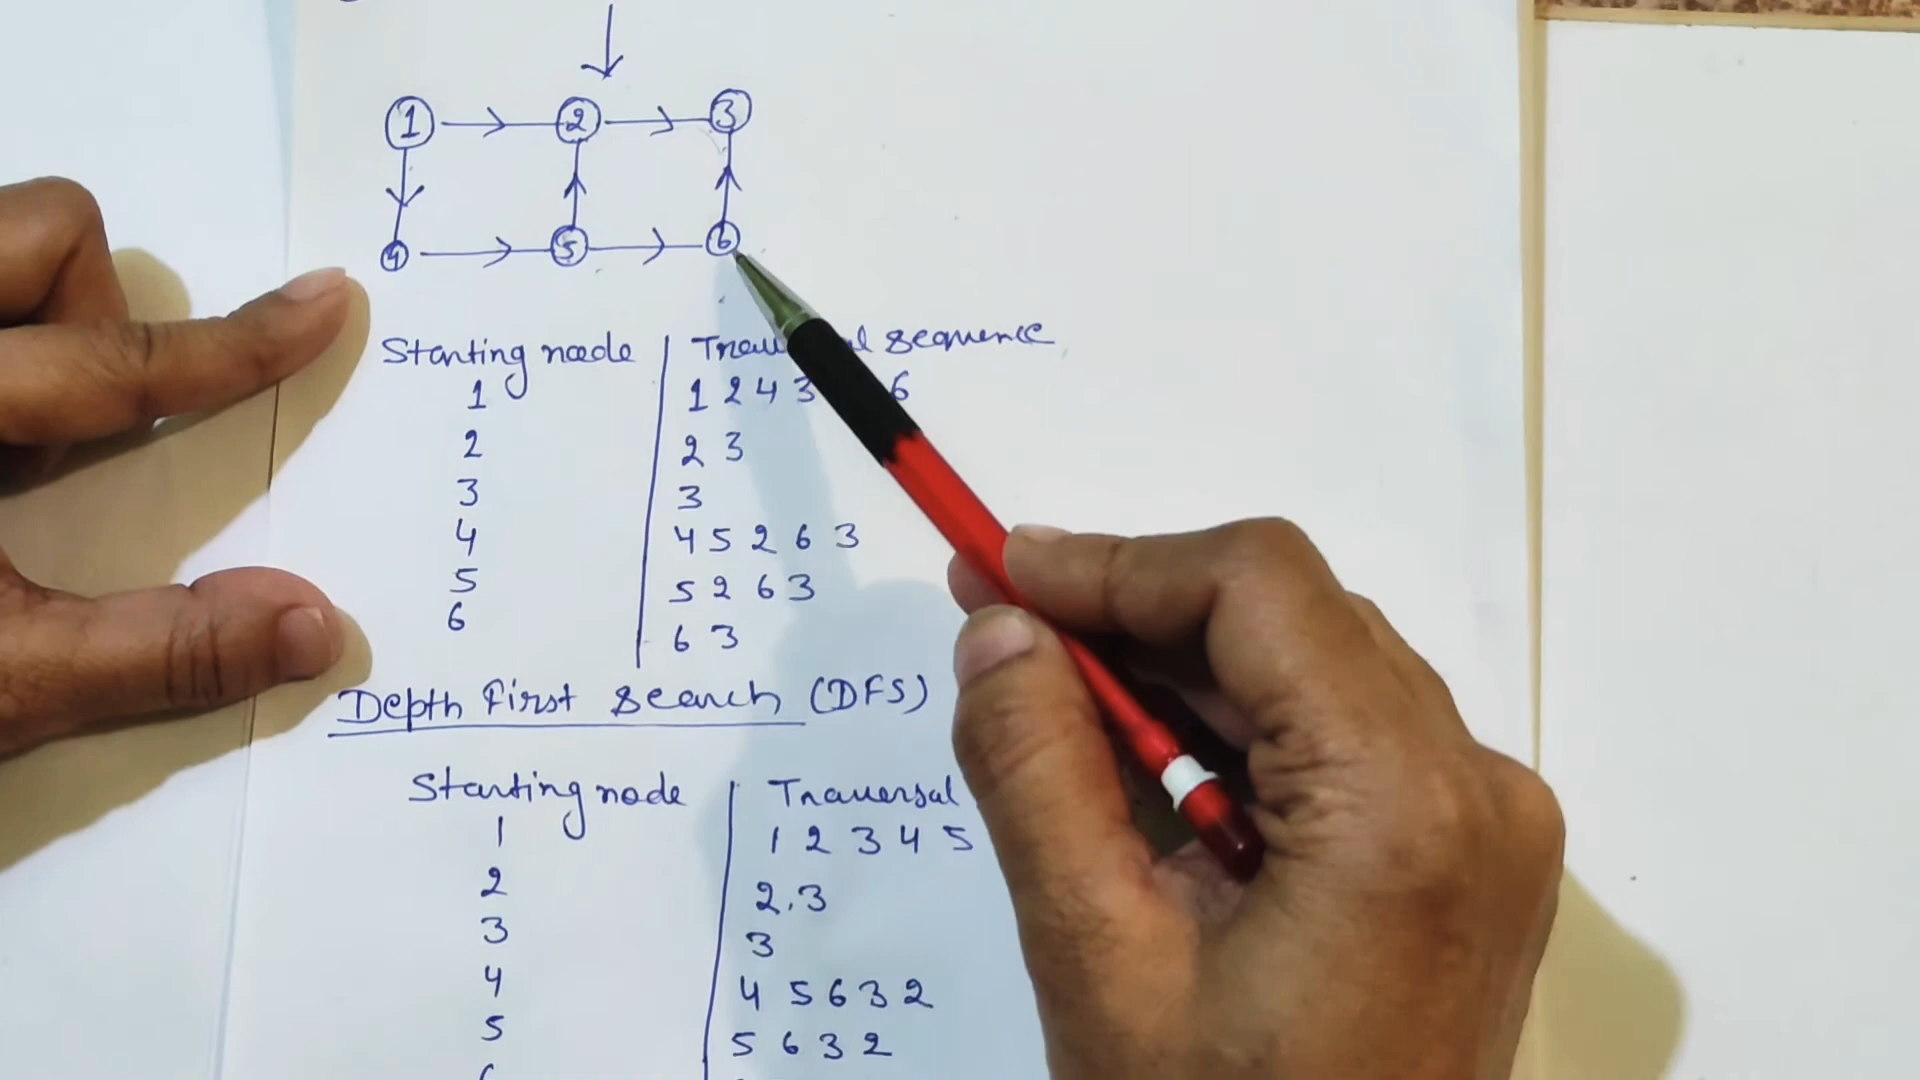 1 2 3
4 5 6
Starting node | sequence
1 | 1 2 4 3 6
2 | 2 3
3 | 3
4 | 4 5 2 6 3
5 | 5 2 6 3
6 | 6 3
Depth First Search (DFS)
Starting node | Traversal
1 | 1 2 3 4 5
2 | 2, 3
3 | 3
4 | 4 5 6 3 2
5 | 5 6 3 2